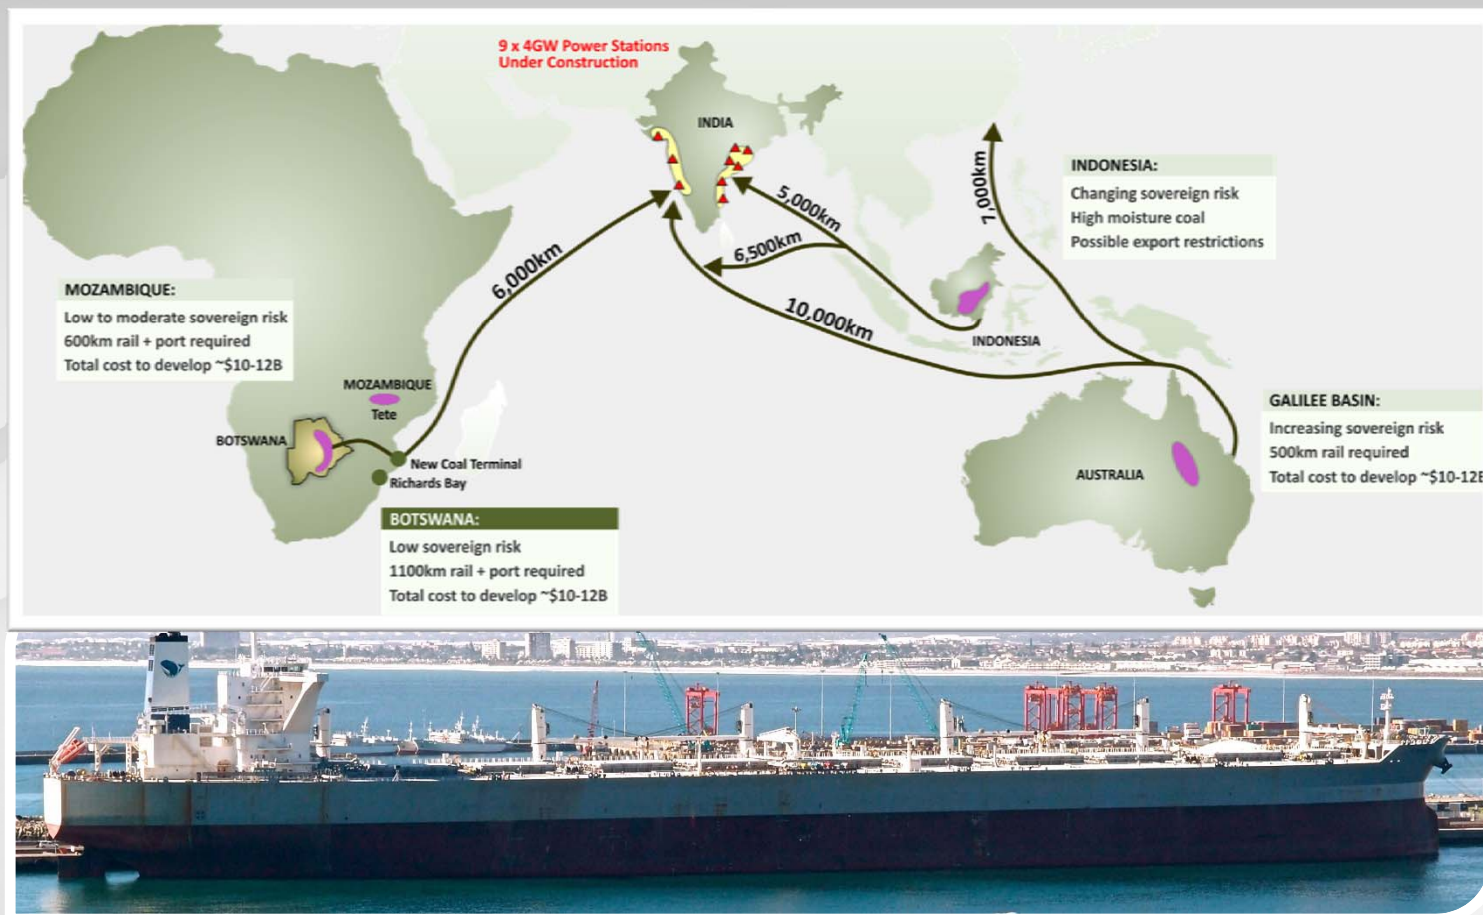 9 x 4GW Power Stations
Under Construction
INDIA
7,000km
5,000km
6,500km
6,000km
10,000km
INDONESIA:
Changing sovereign risk
High moisture coal
Possible export restrictions
MOZAMBIQUE:
Low to moderate sovereign risk
600km rail + port required
Total cost to develop ~$10-12B
INDONESIA
MOZAMBIQUE
Tete
BOTSWANA
New Coal Terminal
Richards Bay
GALILEE BASIN:
Increasing sovereign risk
500km rail required
Total cost to develop ~$10-12B
AUSTRALIA
BOTSWANA:
Low sovereign risk
1100km rail + port required
Total cost to develop ~$10-12B